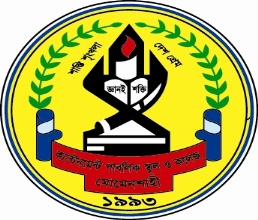 শান্তি শৃংখলা
দেশ প্রেম
জ্ঞানই শক্তি
ক্যান্টনমেন্ট পাবলিক স্কুল ও কলেজ
মোমেনশাহী
১৯৯৩